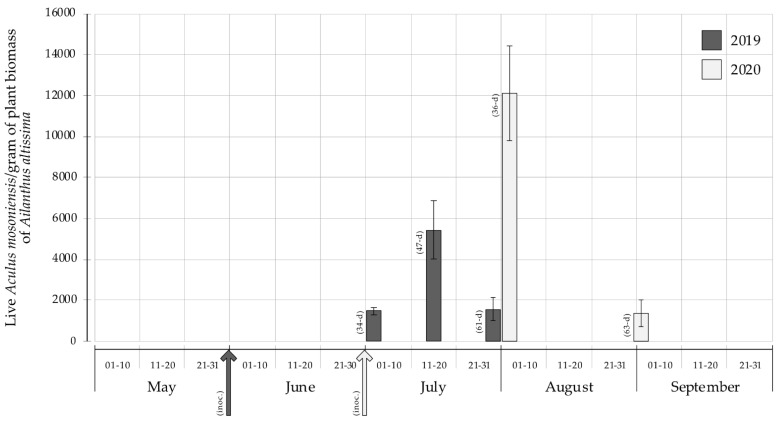 Live Aculus mosoniensis/gram of plant biomass
of Ailanthus altissima
16000
14000
12000
10000
8000
6000
4000
2000
0
2019
2020
(34-d)
(47-d)
(61-d)
(36-d)
(63-d)
01-10 11-20 21-31 01-10 11-20 21-30 01-10 11-20 21-31 01-10 11-20 21-31 01-10 11-20 21-31
May June July August September
(inoc.) (inoc.)